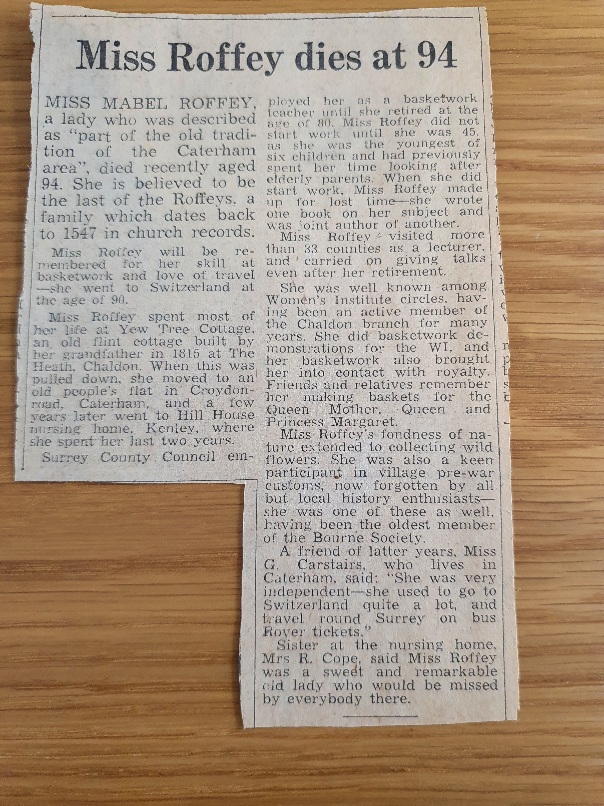 Miss Roffey dies at 94
MISS MABEL ROFFEY,
a lady who was described
as "part of the old tradi-
tion of the Caterham
area", died recently aged
94. She is believed to be
the last of the Roffeys, a
family which dates back
to 1547 in church records.
Miss Roffey will be re-
membered for her skill at
basketwork and love of travel
—she went to Switzerland at
the age of 90.
Miss Roffey spent most of
her life at Yew Tree Cottage,
an old flint cottage built by
her grandfather in 1815 at The
Heath, Chaldon. When this was
pulled down, she moved to an
old people's flat in Croydon-
road, Caterham, and a few
years later went to Hill House
nursing home, Kenley, where
she spent her last two years.
Surrey County Council em-
ployed her as a basketwork
teacher until she retired at the
age of 80. Miss Roffey did not
start work until she was 45,
as she was the youngest of
six children and had previously
spent her time looking after
elderly parents. When she did
start work, Miss Roffey made
up for lost time—she wrote
one book on her subject and
was joint author of another.
Miss Roffey visited more
than 33 counties as a lecturer,
and carried on giving talks
even after her retirement.
She was well known among
Women's Institute circles, hav-
ing been an active member of
the Chaldon branch for many
years. She did basketwork de-
monstrations for the WI, and
her basketwork also brought
her into contact with royalty.
Friends and relatives remember
her making baskets for the
Queen Mother, Queen and
Princess Margaret.
Miss Roffey's fondness of na-
ture extended to collecting wild
flowers. She was also a keen
participant in village pre-war
customs, now forgotten by all
but local history enthusiasts—
she was one of these as well,
having been the oldest member
of the Bourne Society.
A friend of latter years, Miss
G. Carstairs, who lives in
Caterham, said: "She was very
independent—she used to go to
Switzerland quite a lot, and
travel round Surrey on bus
Rover tickets."
Sister at the nursing home,
Mrs R. Cope, said Miss Roffey
was a sweet and remarkable
old lady who would be missed
by everybody there.